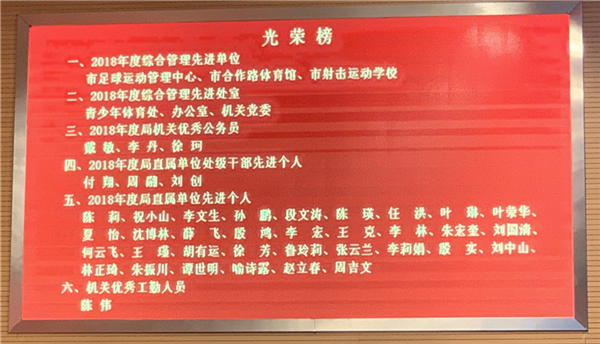 光荣榜
一、2018年度综合管理先进单位
市足球运动管理中心、市合作路体育馆、市射击运动学校
二、2018年度综合管理先进处室
青少年体育处、办公室、机关党委
三、2018年度局机关优秀公务员
戴敏、李丹、徐珂
四、2018年度局直属单位处级干部先进个人
付翔、周 、刘创
五、2018年度局直属单位先进个人
陈莉、祝小山、李文生、孙鹏、段文涛、陈瑛、任洪、叶琳、叶荣华、
夏怡、沈博林、薛飞、殷鸿、李宏、王克、李林、朱宏奎、刘国清、
何云飞、王瑾、胡有运、徐芳、鲁玲莉、张云兰、李莉娟、殷实、刘中山、
林正琦、朱振川、谭世明、喻诗露、赵立春、周吉文
六、机关优秀工勤人员
陈伟